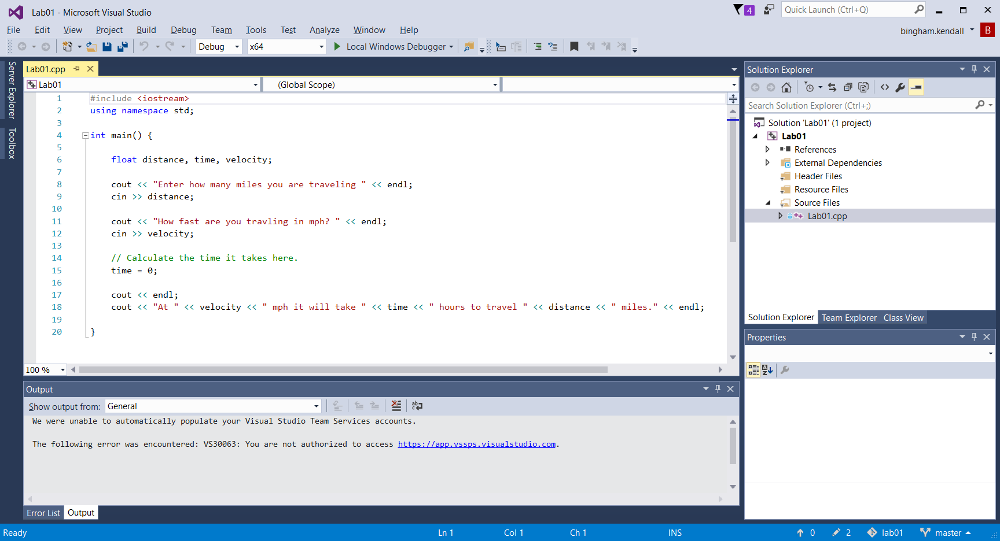 Lab01 - Microsoft Visual Studio
4
Quick Launch (Ctrl+Q)
File Edit View Project Build Debug Team Tools Test Analyze Window Help
bingham.kendall
B
Debug
x64
Local Windows Debugger
Server Explorer
Toolbox
Lab01.cpp
Lab01
(Global Scope)
1 #include <iostream>
2 using namespace std;
3
4 int main() {
5
6 float distance, time, velocity;
7
8 cout << "Enter how many miles you are traveling " << endl;
9 cin >> distance;
10
11 cout << "How fast are you travling in mph? " << endl;
12 cin >> velocity;
13
14 // Calculate the time it takes here.
15 time = 0;
16
17 cout << endl;
18 cout << "At " << velocity << " mph it will take " << time << " hours to travel " << distance << " miles." << endl;
19
20 }
100 %
Output
Show output from: General
We were unable to automatically populate your Visual Studio Team Services accounts.
The following error was encountered: VS30063: You are not authorized to access https://app.vssps.visualstudio.com.
Error List Output
Solution Explorer
Search Solution Explorer (Ctrl+;)
Solution 'Lab01' (1 project)
Lab01
References
External Dependencies
Header Files
Resource Files
Source Files
Lab01.cpp
Solution Explorer Team Explorer Class View
Properties
Ready Ln 1 Col 1 Ch 1 INS 0 2 lab01 master